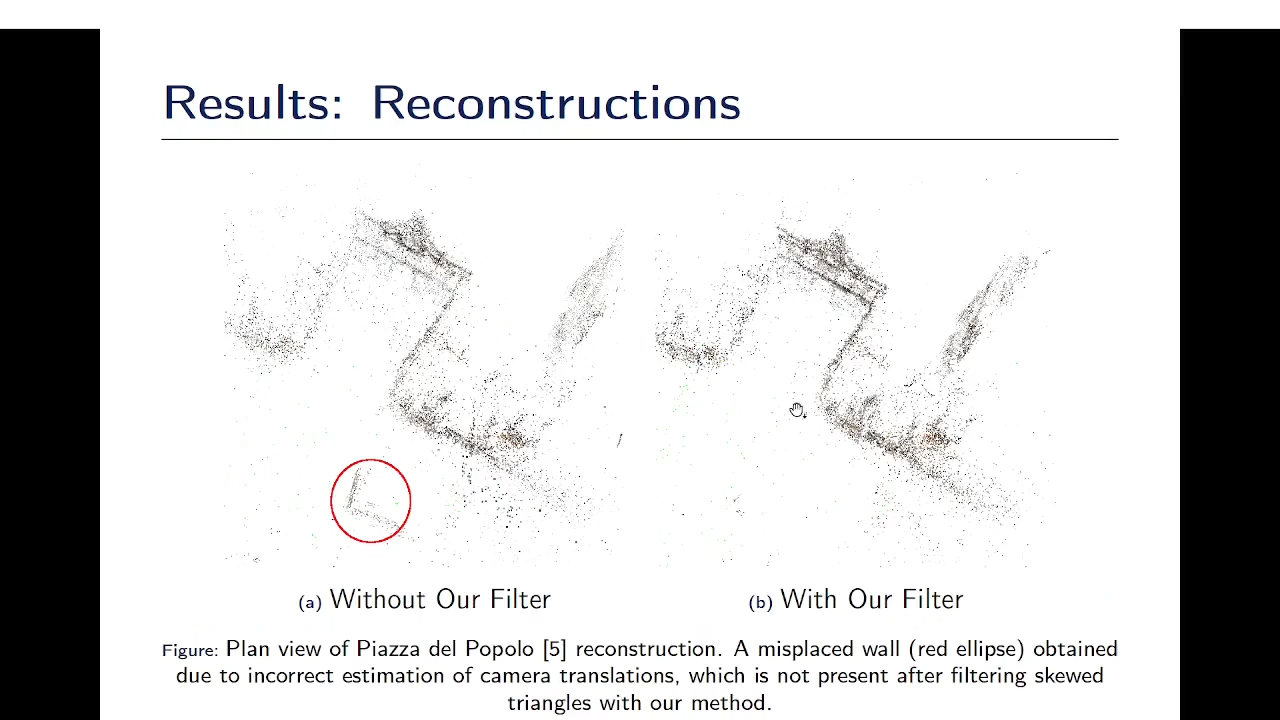 Results: Reconstructions
(a) Without Our Filter
(b) With Our Filter
Figure: Plan view of Piazza del Popolo [5] reconstruction. A misplaced wall (red ellipse) obtained
due to incorrect estimation of camera translations, which is not present after filtering skewed
triangles with our method.